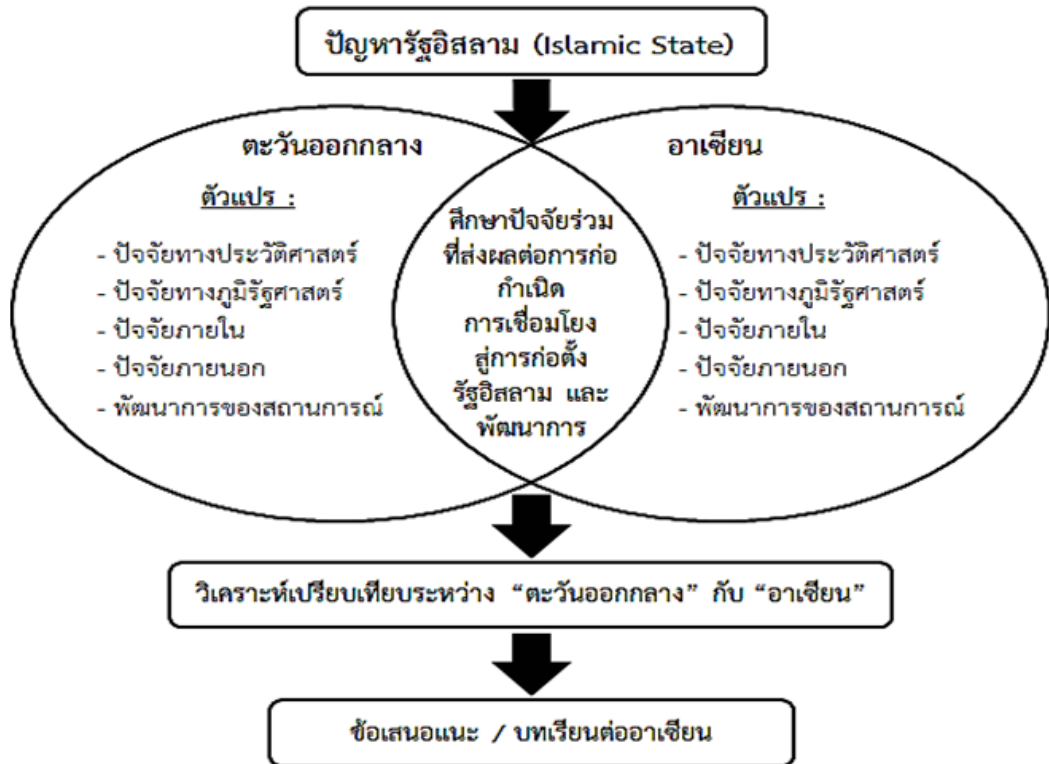 ปัญหารัฐอิสลาม (Islamic State)
ตะวันออกกลาง
ตัวแปร :
- ปัจจัยทางประวัติศาสตร์
- ปัจจัยทางภูมิรัฐศาสตร์
- ปัจจัยภายใน
- ปัจจัยภายนอก
- พัฒนาการของสถานการณ์
ศึกษาปัจจัยร่วม
ที่ส่งผลต่อการก่อ
กำเนิด
การเชื่อมโยง
สู่การก่อตั้ง
รัฐอิสลาม และ
พัฒนาการ
อาเซียน
ตัวแปร :
- ปัจจัยทางประวัติศาสตร์
- ปัจจัยทางภูมิรัฐศาสตร์
- ปัจจัยภายใน
- ปัจจัยภายนอก
- พัฒนาการของสถานการณ์
วิเคราะห์เปรียบเทียบระหว่าง “ตะวันออกกลาง” กับ “อาเซียน”
ข้อเสนอแนะ / บทเรียนต่ออาเซียน